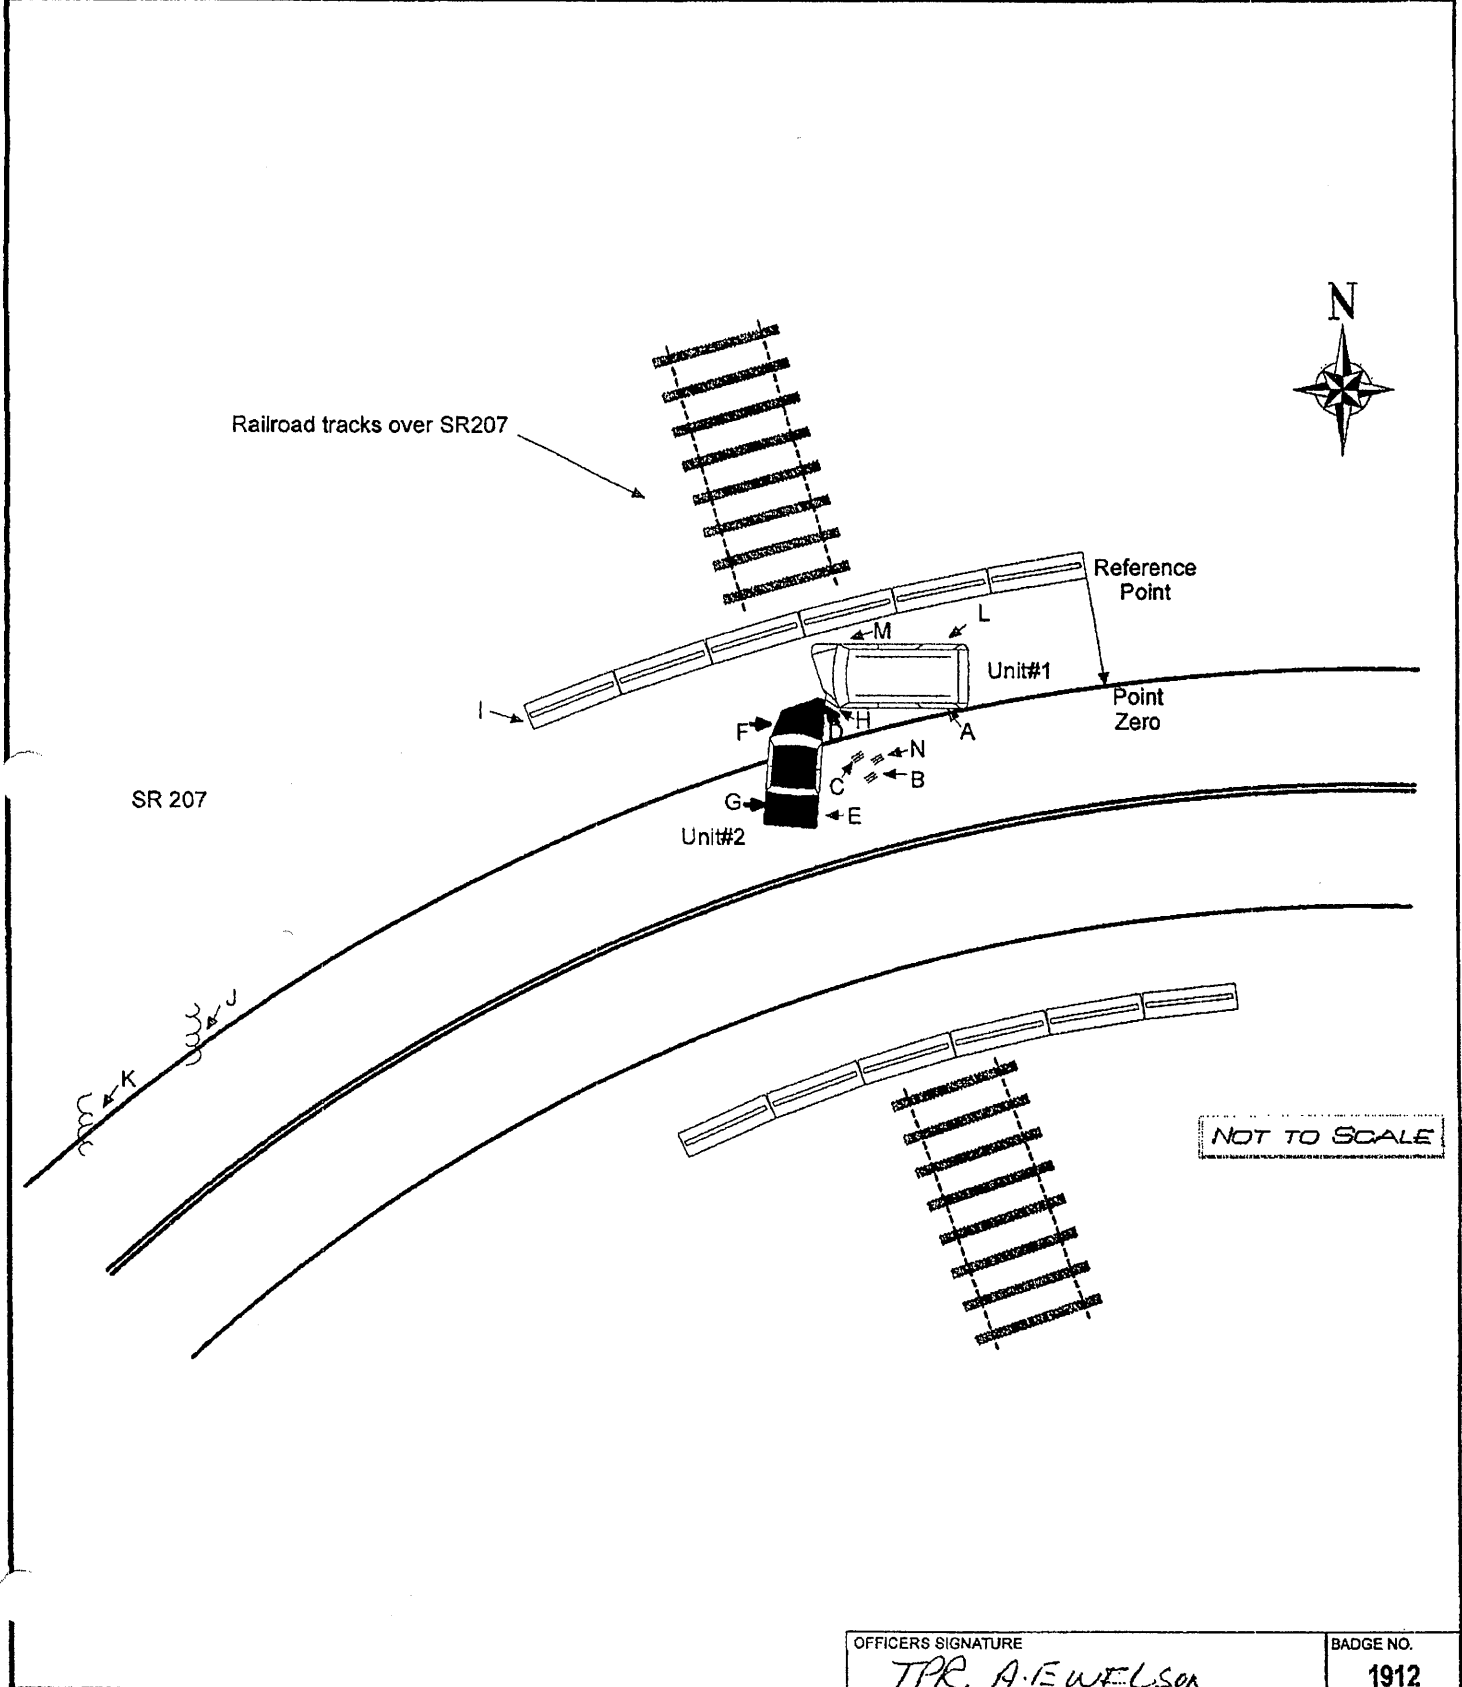 N
Railroad tracks over SR207
Reference
Point
L
M
Unit#1
I
Point
Zero
F
D
H
A
N
C
B
SR 207
G
E
Unit#2
J
K
NOT TO SCALE
OFFICERS SIGNATURE
BADGE NO.
TPR. A.E
1912